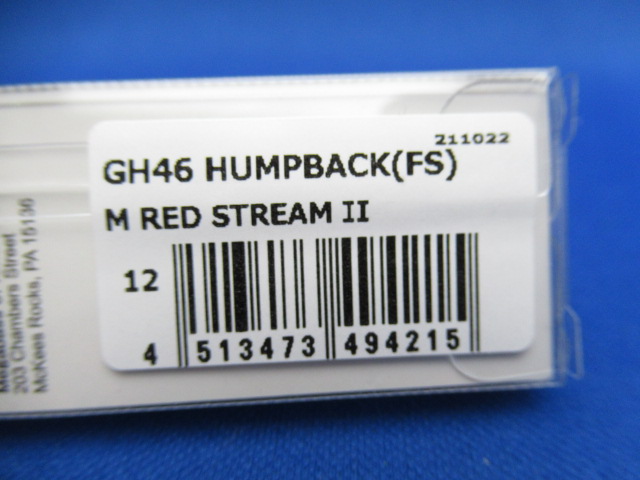 211022
GH46 HUMPBACK(FS)
M RED STREAM II
12
4 513473 494215
203 Chambers Street
McKees Rocks, PA 15136